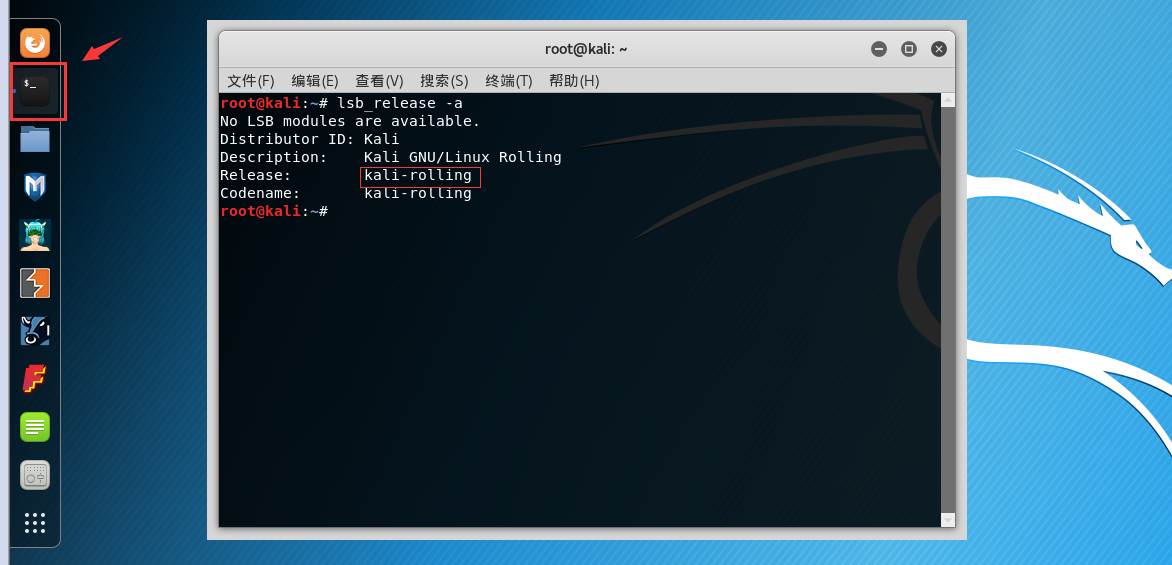 root@kali: ~
文件(F) 编辑(E) 查看(V) 搜索(S) 终端(T) 帮助(H)
root@kali:~# lsb_release -a
No LSB modules are available.
Distributor ID: Kali
Description:    Kali GNU/Linux Rolling
Release:        kali-rolling
Codename:       kali-rolling
root@kali:~#
$_